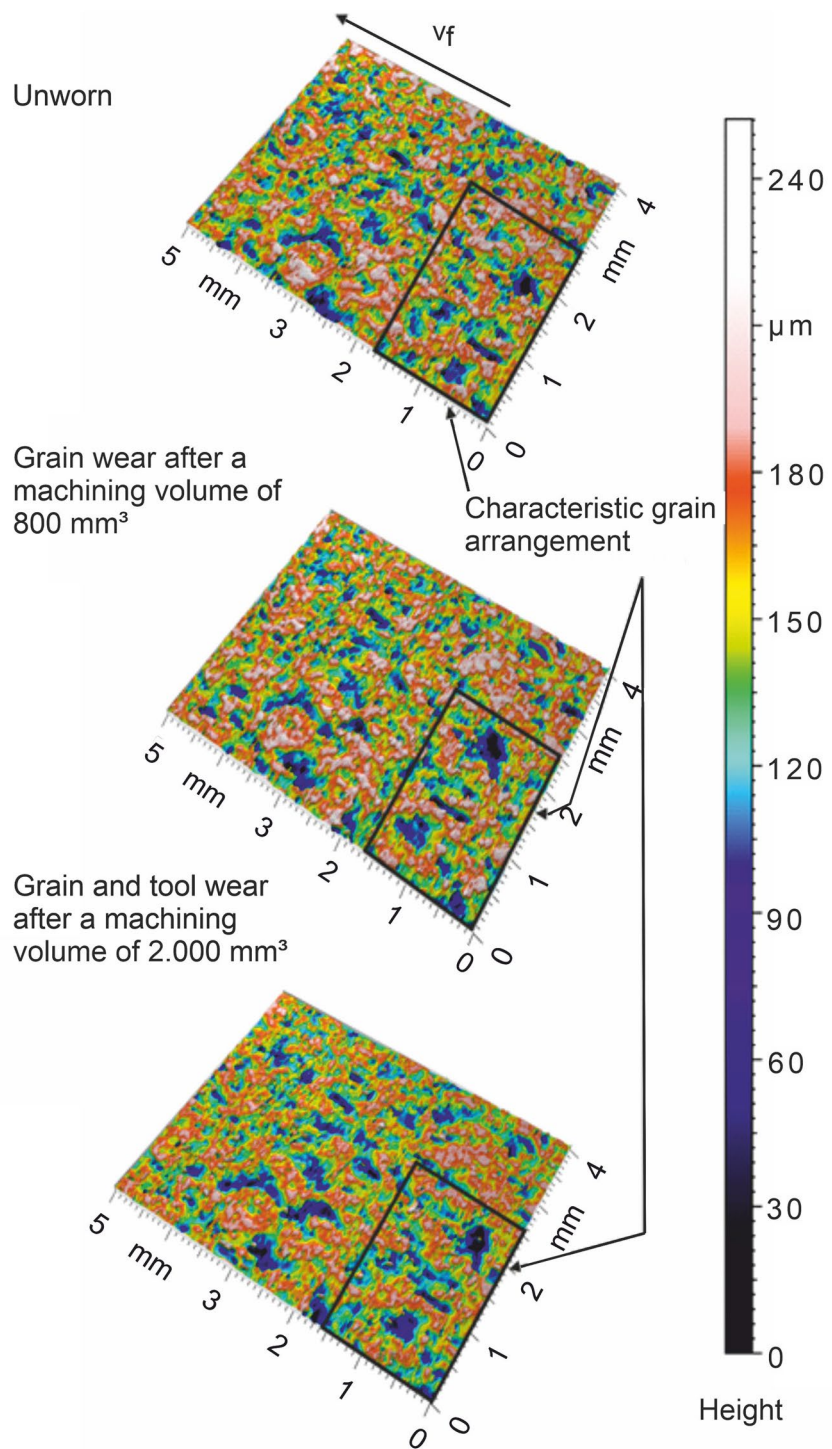 vf
Unworn
240
4
mm
5
mm
µm
2
3
2
1
1
0
0
180
Grain wear after a
machining volume of
800 mm³
Characteristic grain
arrangement
150
4
mm
120
5
mm
2
3
2
1
1
0
0
Grain and tool wear
after a machining
volume of 2.000 mm³
90
60
4
mm
30
5
mm
2
3
2
1
1
0
0
0
Height